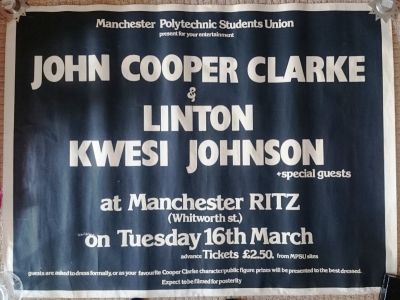 Manchester Polytechnic Students Union
present for your entertainment
JOHN COOPER CLARKE
&
LINTON
KWESI JOHNSON
+special guests
at Manchester RITZ
(Whitworth st.)
on Tuesday 16th March
advance Tickets £2.50. from MPSU sites
guests are asked to dress formally, or as your favourite Cooper Clarke character/public figure prizes will be presented to the best dressed.
Expect to be filmed for posterity